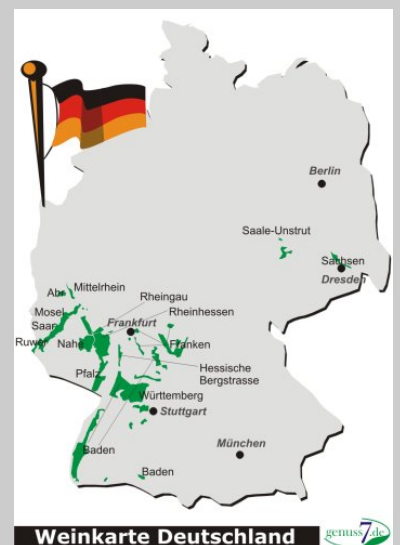 Berlin
Saale-Unstrut
Sachsen
Dresden
Ahr
Mittelrhein
Rheingau
Mosel
Saar
Ruwer
Rheinhessen
Frankfurt
Nahe
Franken
Pfalz
Hessische
Bergstrasse
Württemberg
Stuttgart
München
Baden
Baden
Weinkarte Deutschland
genuss7.de